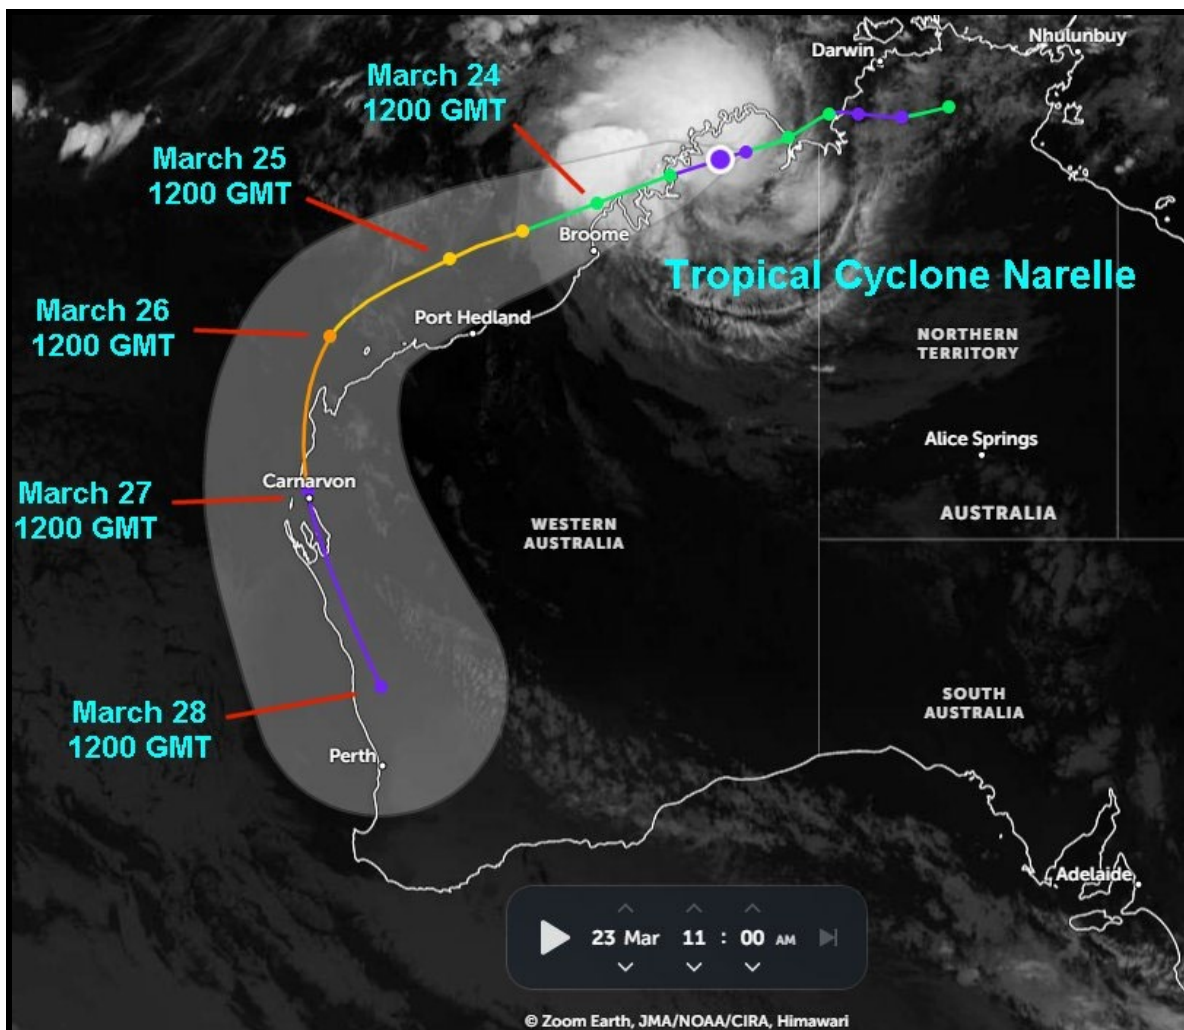 Darwin
Nhulunbuy
March 24
1200 GMT
March 25
1200 GMT
Broome
Tropical Cyclone Narelle
March 26
1200 GMT
Port Hedland
NORTHERN
TERRITORY
Alice Springs
Carnarvon
March 27
1200 GMT
WESTERN
AUSTRALIA
AUSTRALIA
March 28
1200 GMT
SOUTH
AUSTRALIA
Perth
Adelaide
23 Mar 11 : 00 AM
© Zoom Earth, JMA/NOAA/CIRA, Himawari